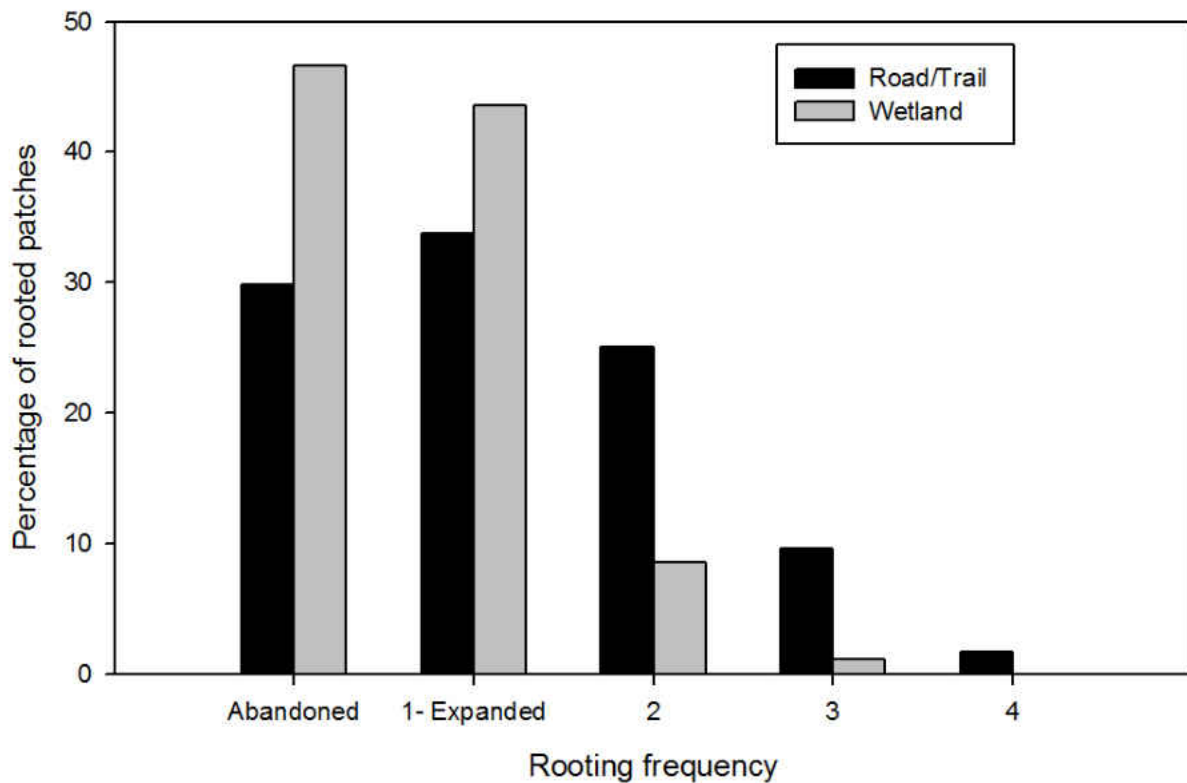 50
40
30
20
10
0
Percentage of rooted patches
Road/Trail
Wetland
Abandoned 1- Expanded 2 3 4
Rooting frequency